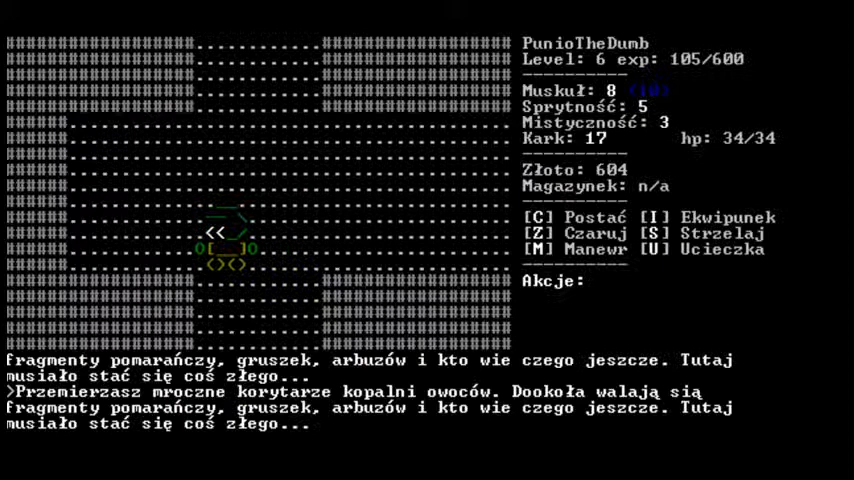 PunioTheDumb
Level: 6 exp: 105/600
----------
Muskuł: 8 (10)
Sprytność: 5
Mistyczność: 3
Kark: 17 hp: 34/34
----------
Złoto: 604
Magazynek: n/a
----------
[C] Postać [I] Ekwipunek
[Z] Czaruj [S] Strzelaj
[M] Manewr [U] Ucieczka
----------
Akcje:
fragmenty pomarańczy, gruszek, arbuzów i kto wie czego jeszcze. Tutaj
musiało stać się coś złego...
>Przemierzasz mroczne korytarze kopalni owoców. Dookoła walają się
fragmenty pomarańczy, gruszek, arbuzów i kto wie czego jeszcze. Tutaj
musiało stać się coś złego...